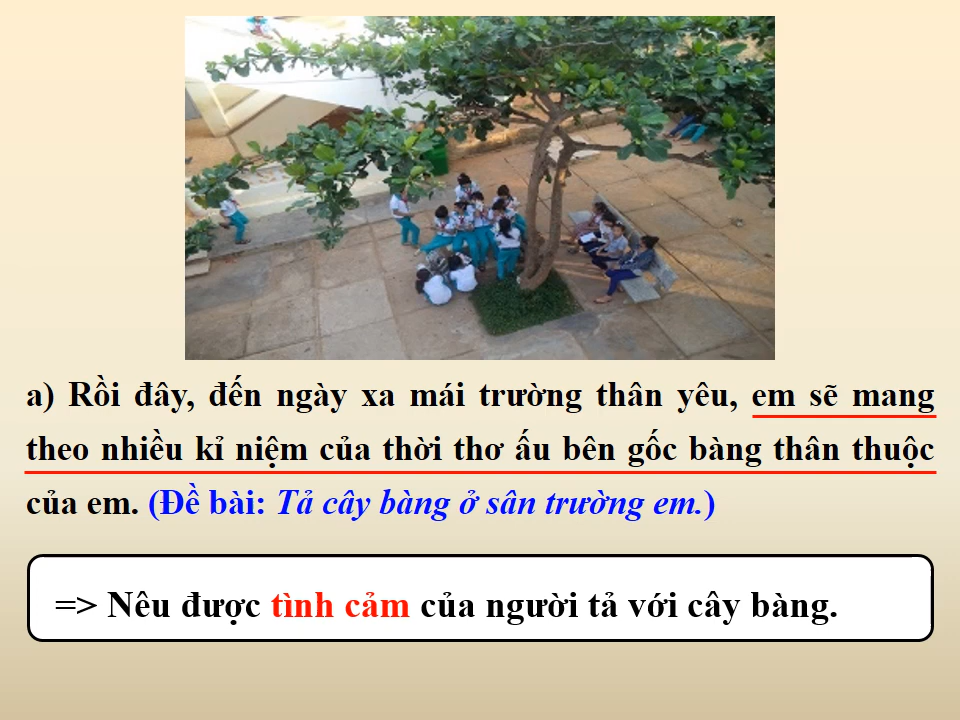 a) Rồi đây, đến ngày xa mái trường thân yêu, em sẽ mang
theo nhiều kỉ niệm của thời thơ ấu bên gốc bàng thân thuộc
của em. (Đề bài: Tả cây bàng ở sân trường em.)
=> Nêu được tình cảm của người tả với cây bàng.